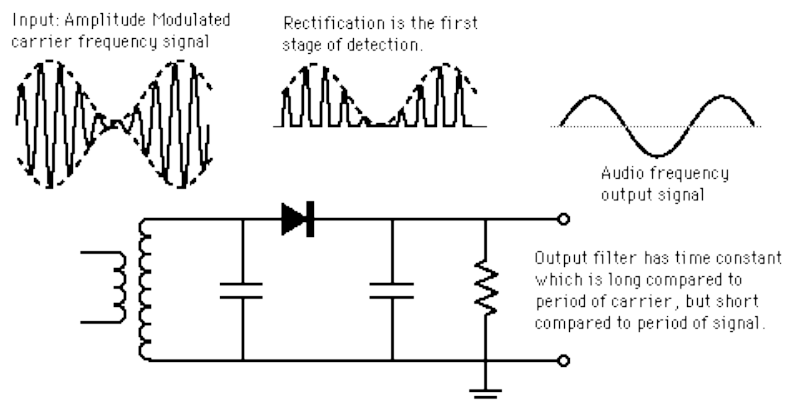 Input: Amplitude Modulated
carrier frequency signal
Rectification is the first
stage of detection.
Audio frequency
output signal
Output filter has time constant
which is long compared to
period of carrier, but short
compared to period of signal.